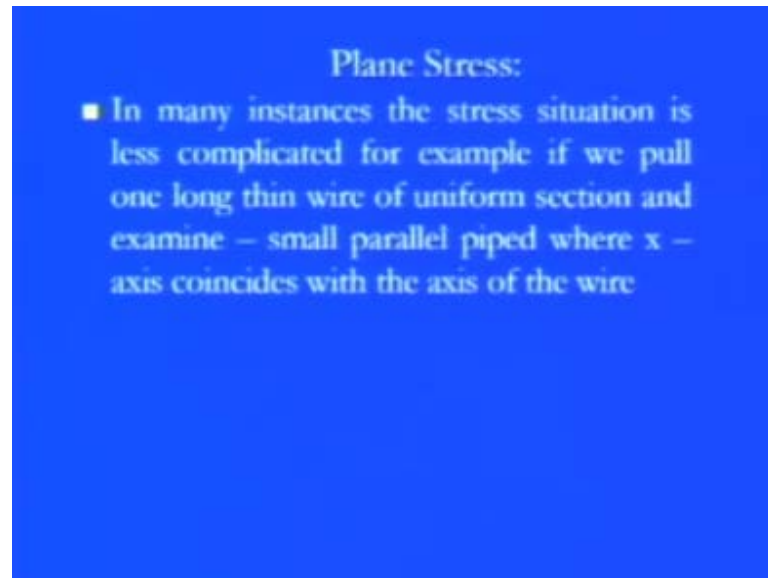 Plane Stress:
In many instances the stress situation is
less complicated for example if we pull
one long thin wire of uniform section and
examine – small parallel piped where x –
axis coincides with the axis of the wire